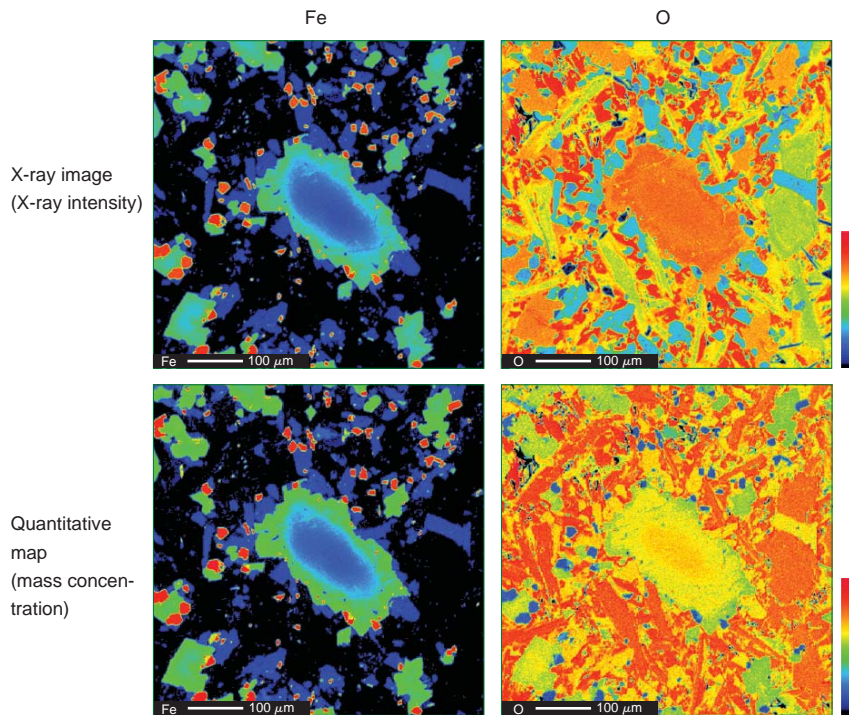 Fe
O
X-ray image
(X-ray intensity)
Fe 100 μm
O 100 μm
Quantitative
map
(mass concen-
tration)
Fe 100 μm
O 100 μm